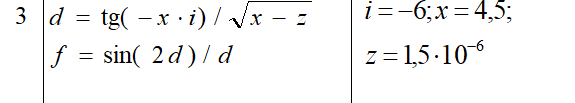 3 d = tg( − x · i) / √x − z i = −6; x = 4,5;
f = sin( 2d) / d z = 1,5·10⁻⁶